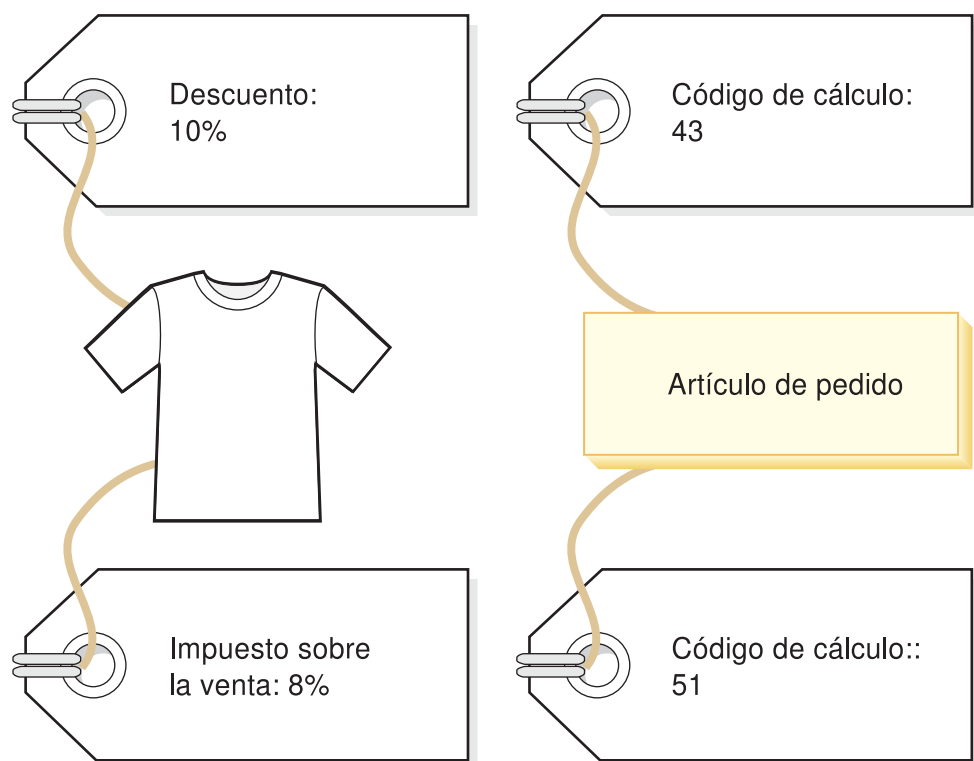 Descuento:
10%
Código de cálculo:
43
Artículo de pedido
Impuesto sobre
la venta: 8%
Código de cálculo::
51